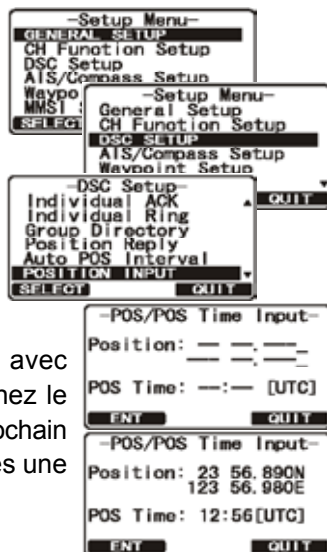 -Setup Menu-
GENERAL SETUP
CH Function Setup
DSC Setup
AIS/Compass Setup
Waypo
MMSI
SELECT
-Setup Menu-
General Setup
CH Function Setup
DSC SETUP
AIS/Compass Setup
Waypoint Setup
QUIT
-DSC Setup-
Individual ACK
Individual Ring
Group Directory
Position Reply
Auto POS Interval
POSITION INPUT
SELECT QUIT
avec
nez le
ochain
es une
-POS/POS Time Input-
Position: -- --.---_
--- --.---
POS Time: --:-- [UTC]
ENT QUIT
-POS/POS Time Input-
Position: 23 56.890N
123 56.980E
POS Time: 12:56[UTC]
ENT QUIT